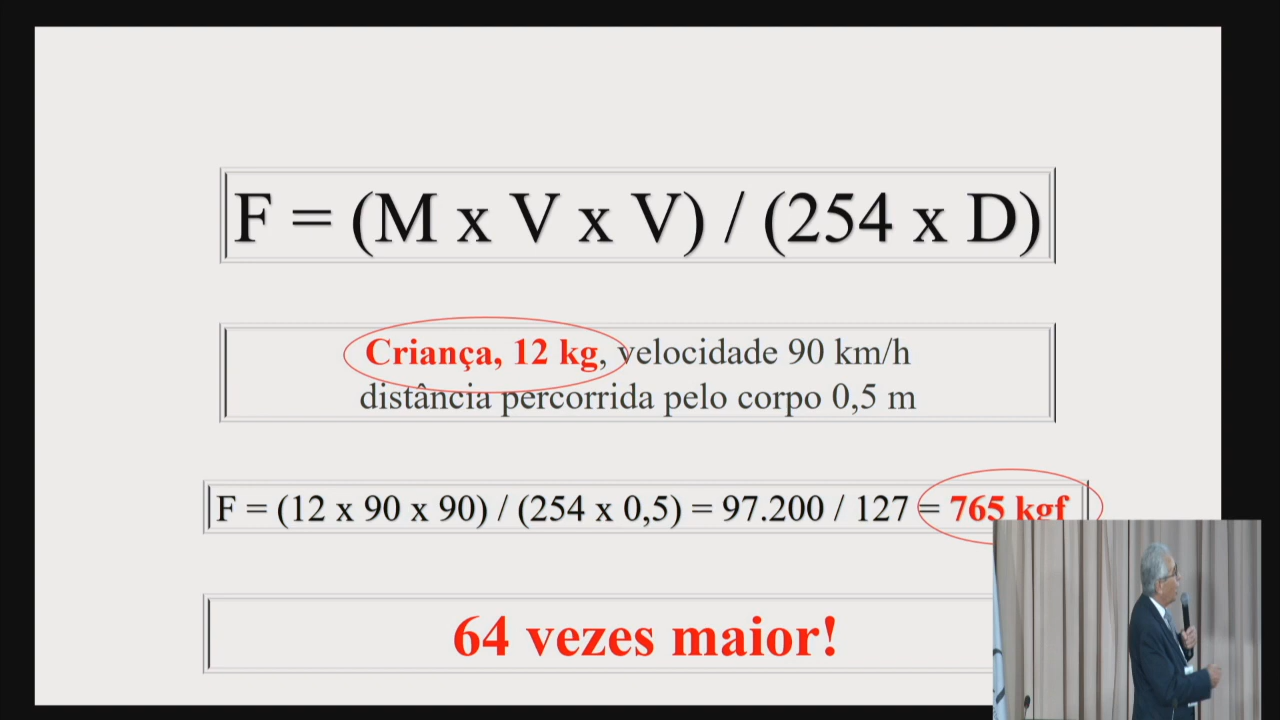 F = (M x V x V) / (254 x D)
Criança, 12 kg, velocidade 90 km/h
distância percorrida pelo corpo 0,5 m
F = (12 x 90 x 90) / (254 x 0,5) = 97.200 / 127 = 765 kgf
64 vezes maior!